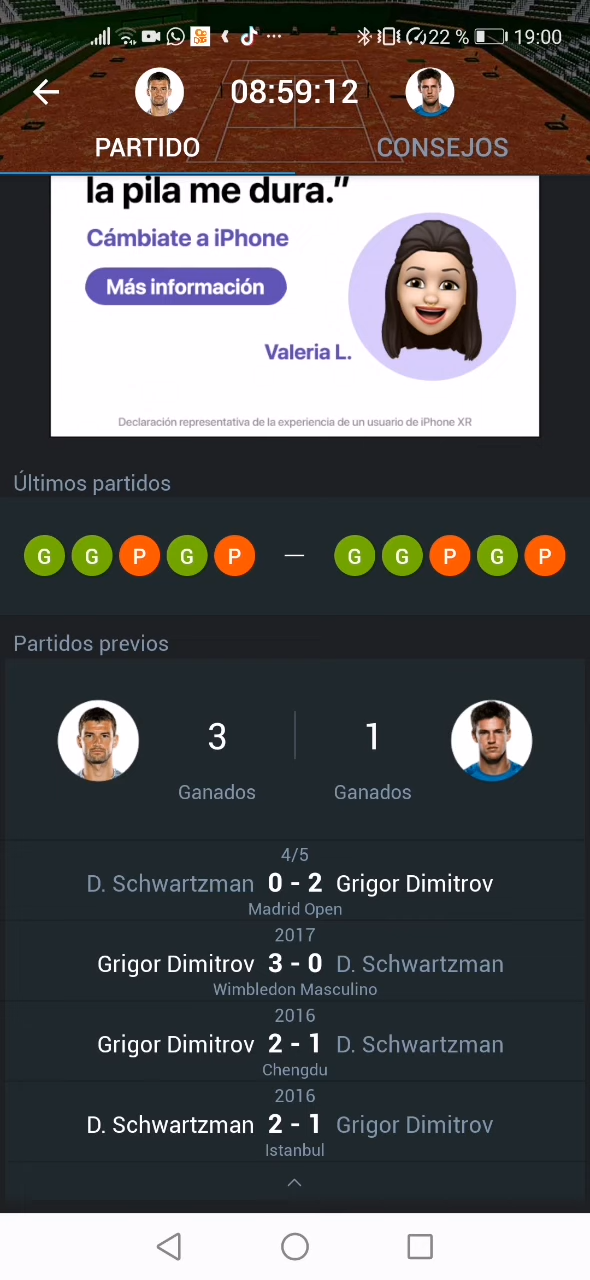 22 % 19:00
08:59:12
PARTIDO CONSEJOS
la pila me dura.”
Cámbiate a iPhone
Más información
Valeria L.
Declaración representativa de la experiencia de un usuario de iPhone XR
Últimos partidos
G G P G P — G G P G P
Partidos previos
3 1
Ganados Ganados
4/5
D. Schwartzman 0 - 2 Grigor Dimitrov
Madrid Open
2017
Grigor Dimitrov 3 - 0 D. Schwartzman
Wimbledon Masculino
2016
Grigor Dimitrov 2 - 1 D. Schwartzman
Chengdu
2016
D. Schwartzman 2 - 1 Grigor Dimitrov
Istanbul